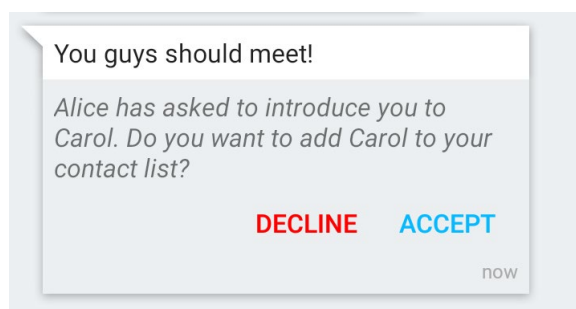 You guys should meet!
Alice has asked to introduce you to
Carol. Do you want to add Carol to your
contact list?
DECLINE ACCEPT
now